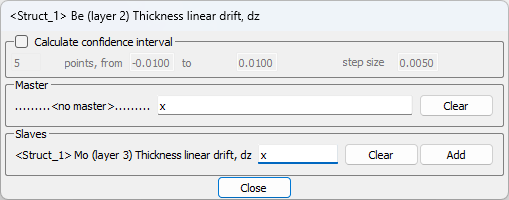 <Struct_1> Be (layer 2) Thickness linear drift, dz
Calculate confidence interval
5 points, from -0.0100 to 0.0100 step size 0.0050
Master
.........<no master>......... x Clear
Slaves
<Struct_1> Mo (layer 3) Thickness linear drift, dz x Clear Add
Close